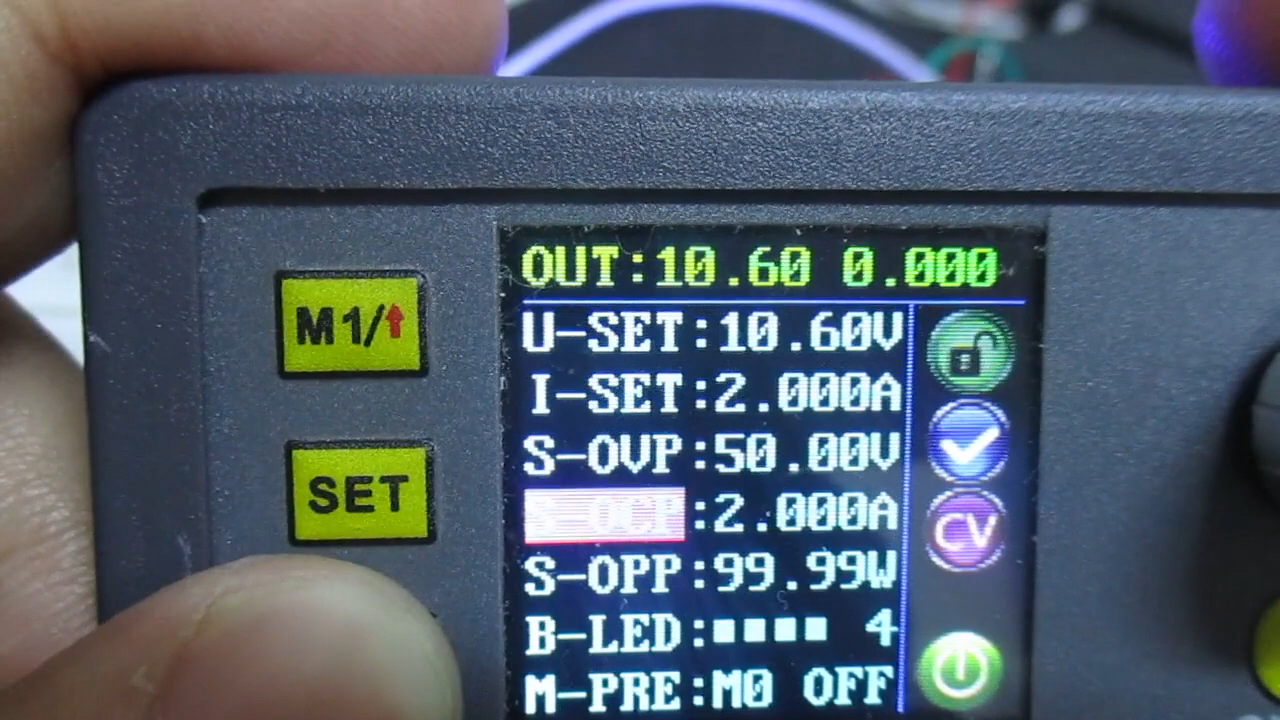 OUT:10.60 0.000
M1/↑
U-SET:10.60V
I-SET:2.000A
S-OVP:50.00V
SET
S-OCP:2.000A
CV
S-OPP:99.99W
B-LED:■■■■ 4
M-PRE:M0 OFF